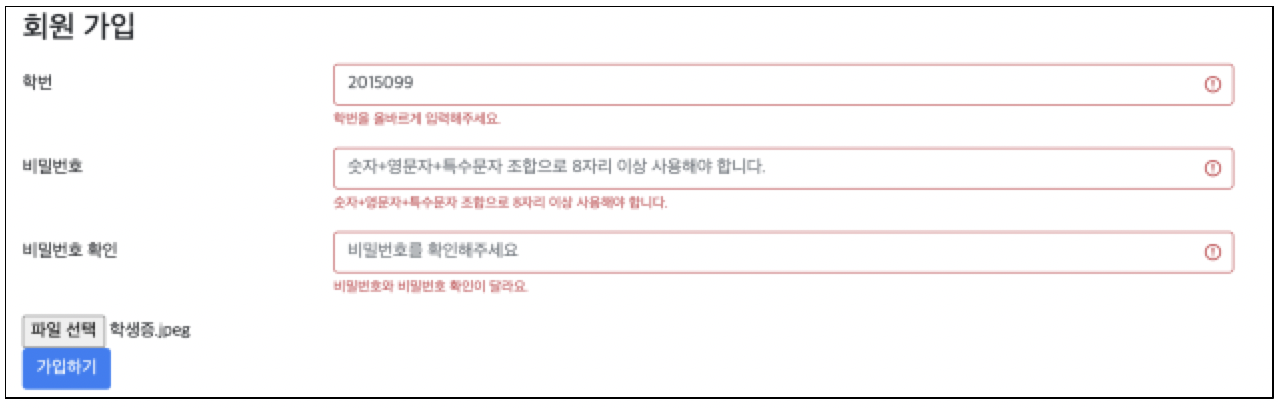 회원 가입
학번
2015099
학번을 올바르게 입력해주세요.
비밀번호
숫자+영문자+특수문자 조합으로 8자리 이상 사용해야 합니다.
숫자+영문자+특수문자 조합으로 8자리 이상 사용해야 합니다.
비밀번호 확인
비밀번호를 확인해주세요
비밀번호와 비밀번호 확인이 달라요.
파일 선택 학생증.jpeg
가입하기